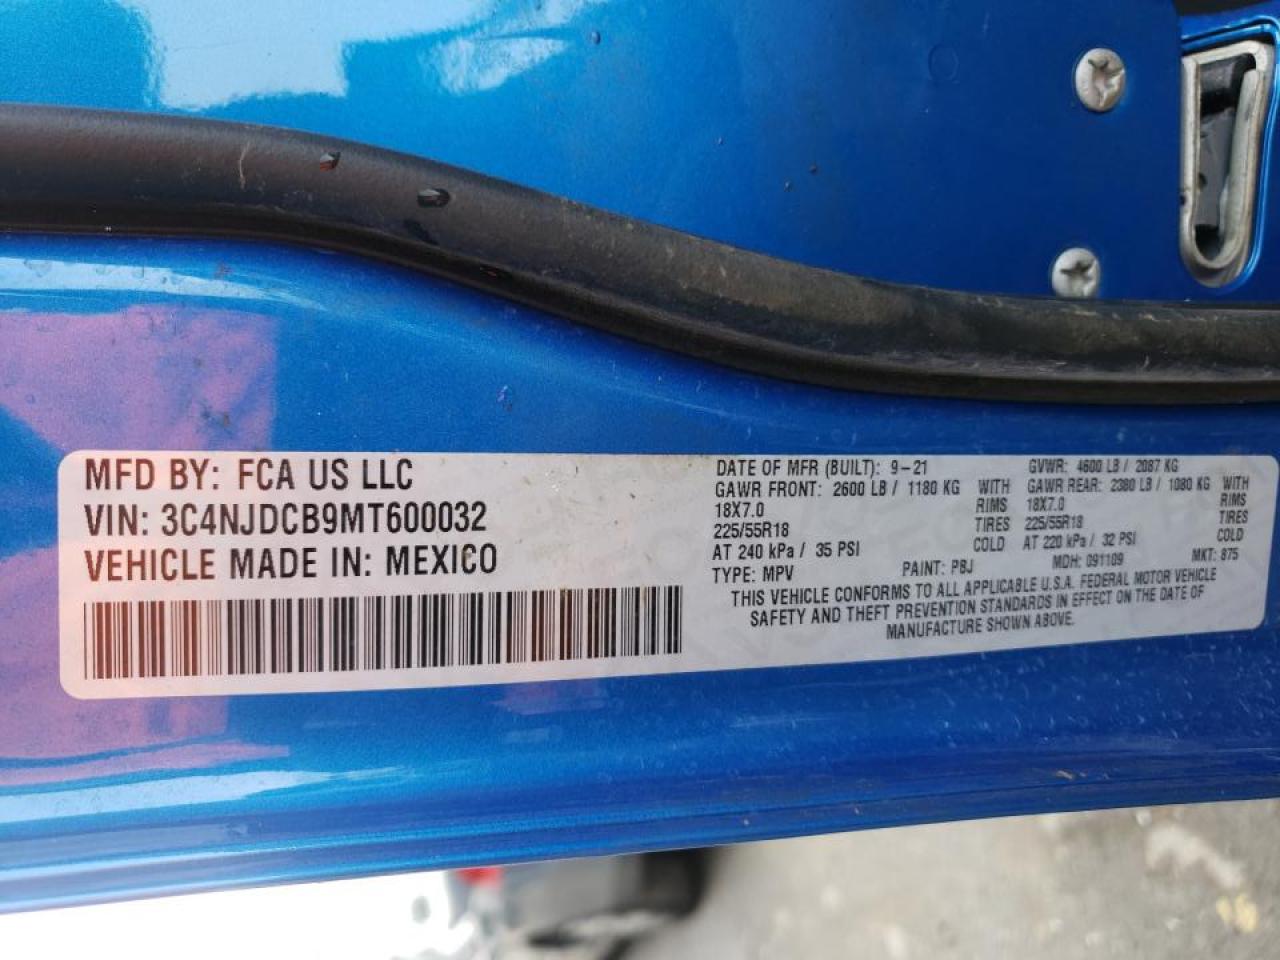 MFD BY: FCA US LLC
VIN: 3C4NJDCB9MT600032
VEHICLE MADE IN: MEXICO
DATE OF MFR (BUILT): 9-21 GVWR: 4600 LB / 2087 KG
GAWR FRONT: 2600 LB / 1180 KG WITH GAWR REAR: 2380 LB / 1080 KG WITH
18X7.0 RIMS 18X7.0 RIMS
225/55R18 TIRES 225/55R18 TIRES
AT 240 kPa / 35 PSI COLD AT 220 kPa / 32 PSI COLD
TYPE: MPV PAINT: PBJ MDH: 091109 MKT: 875
THIS VEHICLE CONFORMS TO ALL APPLICABLE U.S.A. FEDERAL MOTOR VEHICLE
SAFETY AND THEFT PREVENTION STANDARDS IN EFFECT ON THE DATE OF
MANUFACTURE SHOWN ABOVE.